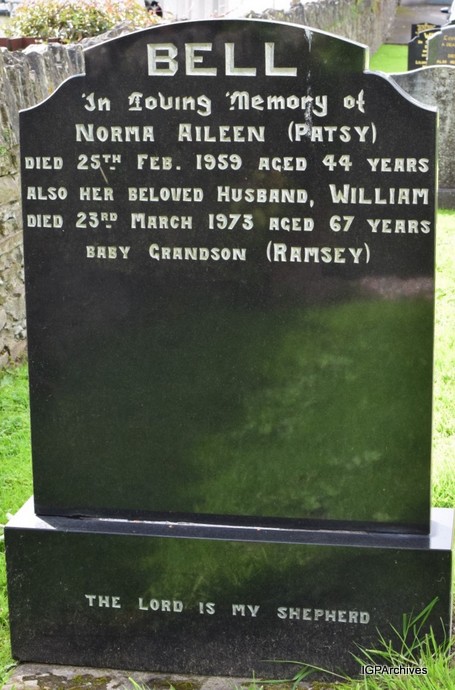 BELL
In Loving Memory of
NORMA AILEEN (PATSY)
DIED 25TH FEB. 1959 AGED 44 YEARS
ALSO HER BELOVED HUSBAND, WILLIAM
DIED 23RD MARCH 1973 AGED 67 YEARS
BABY GRANDSON (RAMSEY)
THE LORD IS MY SHEPHERD
IGPArchives